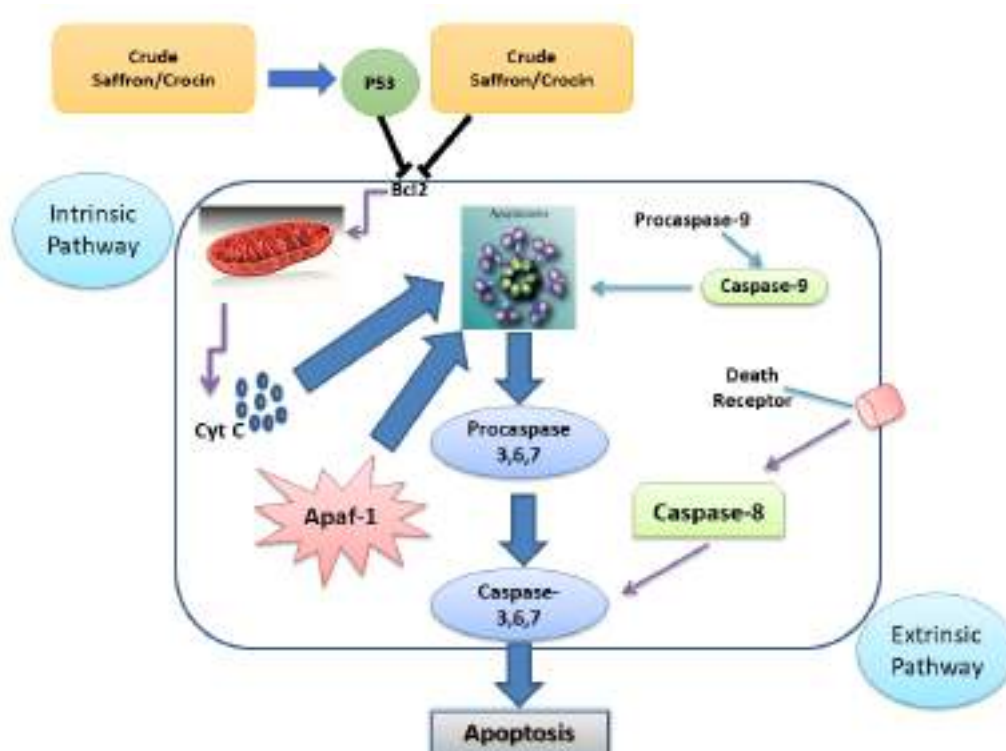 Crude
Saffron/Crocin
P53
Crude
Saffron/Crocin
Bcl2
Intrinsic
Pathway
Apoptosome
Procaspase-9
Caspase-9
Death
Receptor
Cyt C
Procaspase
3,6,7
Apaf-1
Caspase-8
Caspase-
3,6,7
Extrinsic
Pathway
Apoptosis